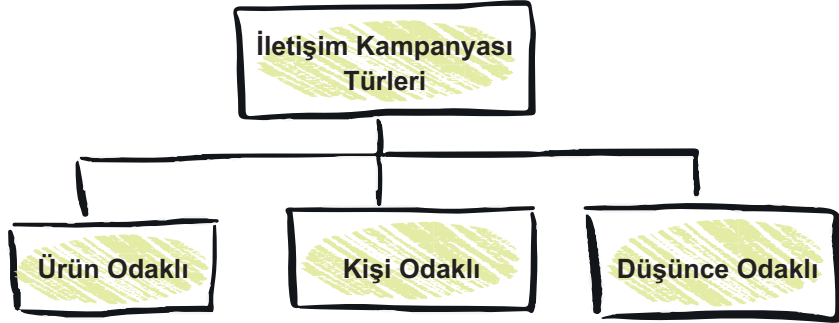 İletişim Kampanyası
Türleri
Ürün Odaklı
Kişi Odaklı
Düşünce Odaklı